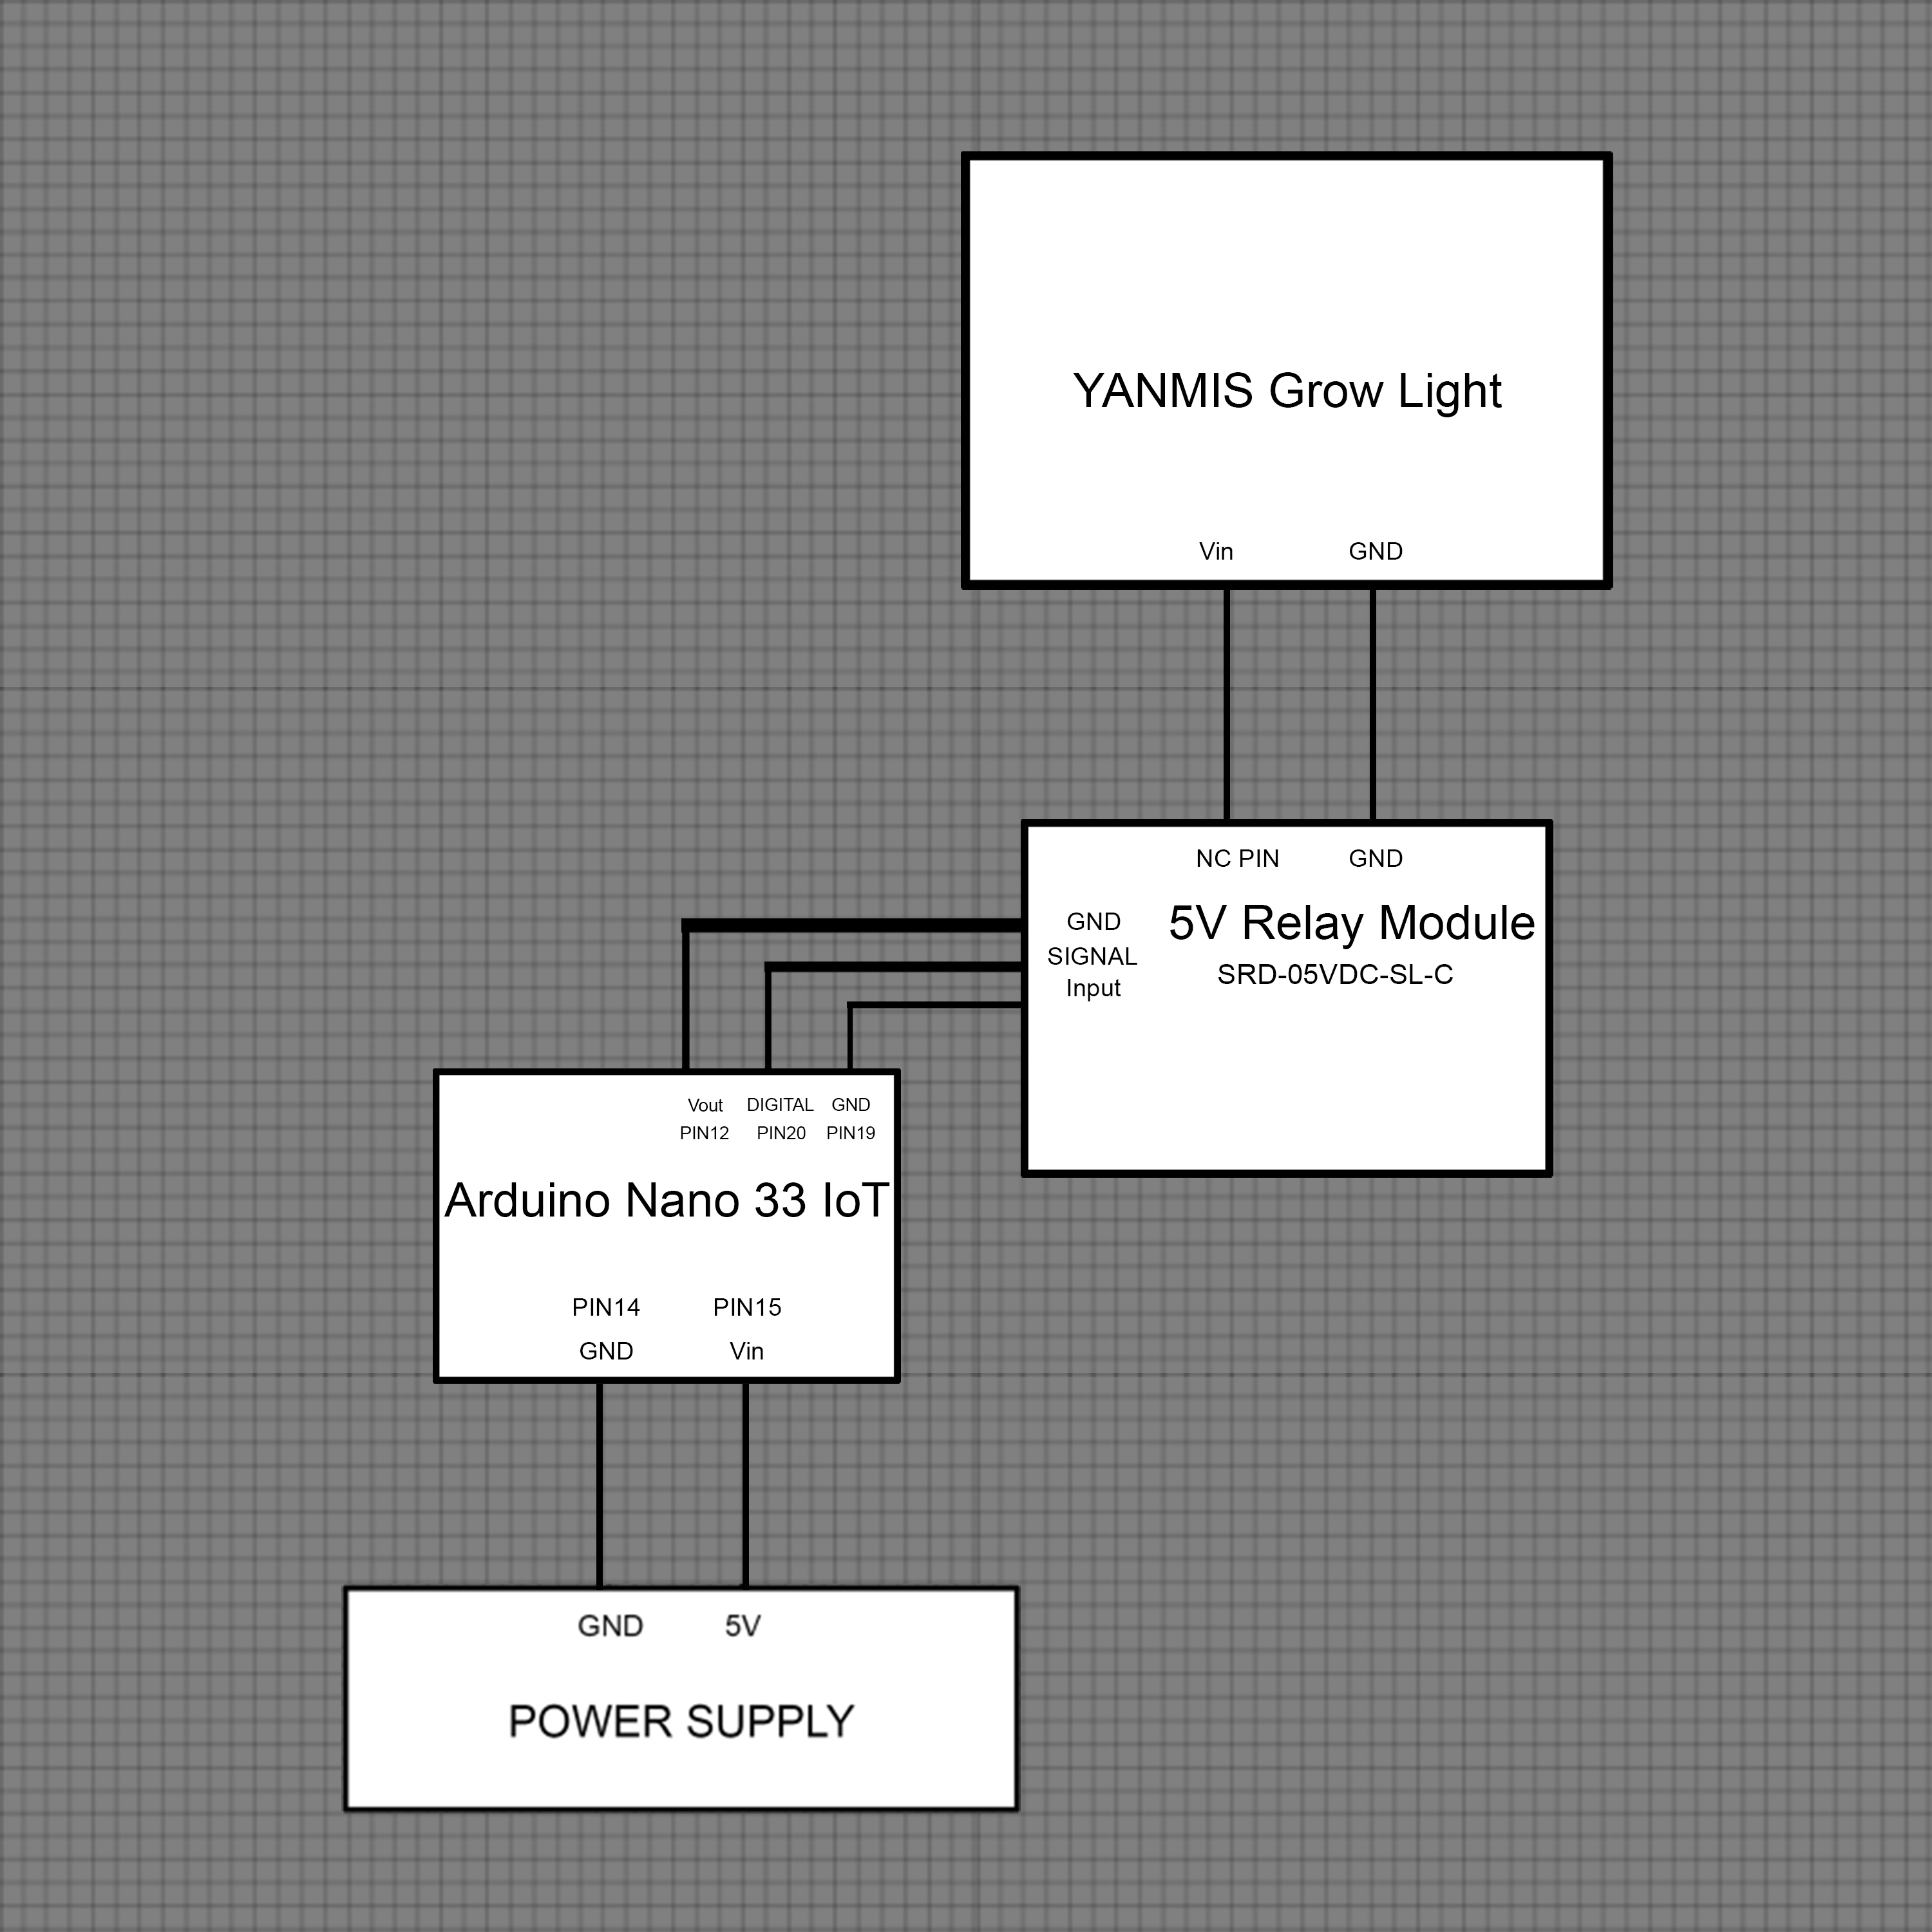 YANMIS Grow Light
Vin GND
NC PIN GND
GND
5V Relay Module
SIGNAL
SRD-05VDC-SL-C
Input
Vout DIGITAL GND
PIN12 PIN20 PIN19
Arduino Nano 33 IoT
PIN14 PIN15
GND Vin
GND 5V
POWER SUPPLY